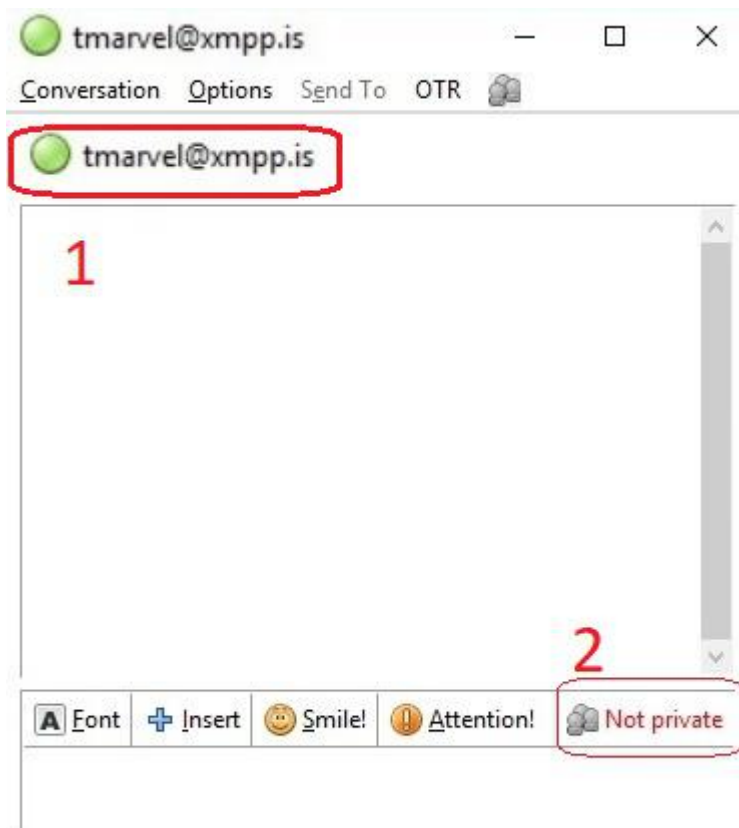 tmarvel@xmpp.is
Conversation Options Send To OTR
tmarvel@xmpp.is
1
2
A Font Insert Smile! Attention! Not private